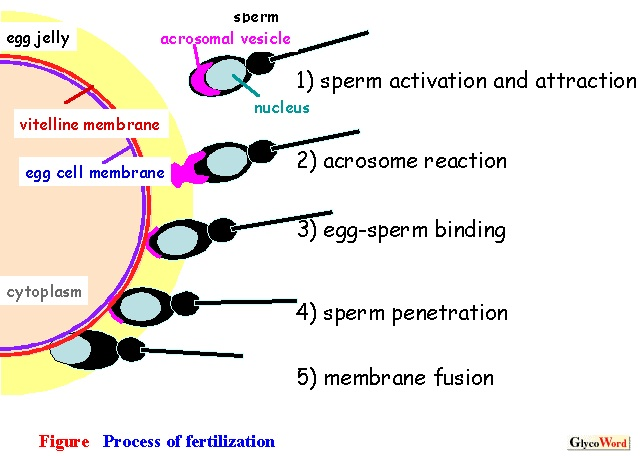 sperm
egg jelly
acrosomal vesicle
1) sperm activation and attraction
nucleus
vitelline membrane
2) acrosome reaction
egg cell membrane
3) egg-sperm binding
cytoplasm
4) sperm penetration
5) membrane fusion
Figure Process of fertilization
GlycoWord